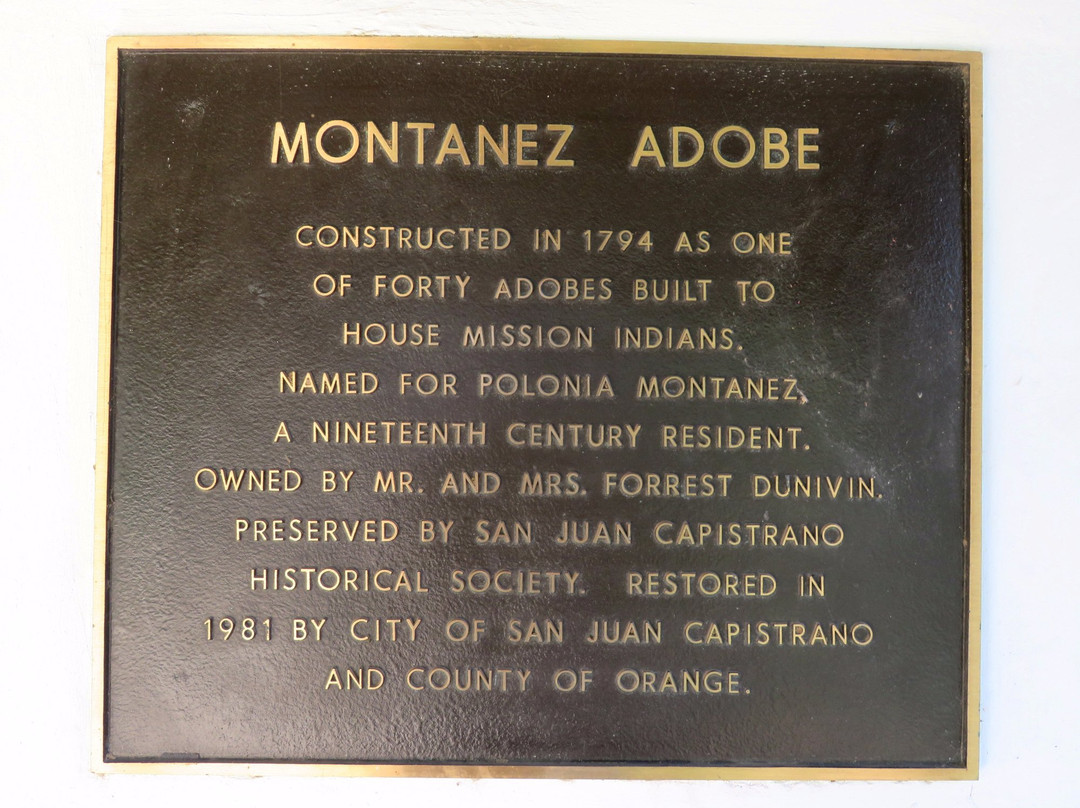 MONTANEZ ADOBE
CONSTRUCTED IN 1794 AS ONE
OF FORTY ADOBES BUILT TO
HOUSE MISSION INDIANS.
NAMED FOR POLONIA MONTANEZ,
A NINETEENTH CENTURY RESIDENT.
OWNED BY MR. AND MRS. FORREST DUNIVIN.
PRESERVED BY SAN JUAN CAPISTRANO
HISTORICAL SOCIETY. RESTORED IN
1981 BY CITY OF SAN JUAN CAPISTRANO
AND COUNTY OF ORANGE.